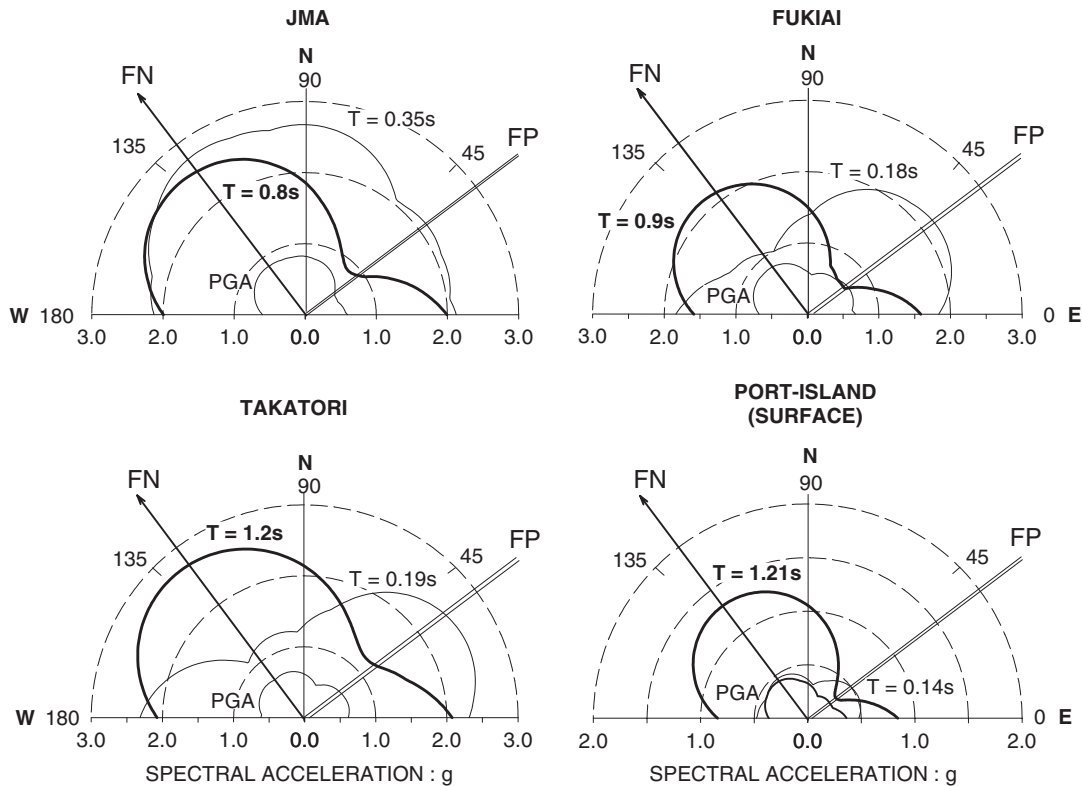 JMA
N
90
FN
135
T = 0.35s
45
FP
T = 0.8s
PGA
W 180
3.0 2.0 1.0 0.0 1.0 2.0 3.0
FUKIAI
N
90
FN
135
45
FP
T = 0.18s
T = 0.9s
PGA
0 E
3.0 2.0 1.0 0.0 1.0 2.0 3.0
TAKATORI
N
90
FN
T = 1.2s
135
45
FP
T = 0.19s
PGA
W 180
3.0 2.0 1.0 0.0 1.0 2.0 3.0
SPECTRAL ACCELERATION : g
PORT-ISLAND
(SURFACE)
N
90
FN
135
45
FP
T = 1.21s
PGA
T = 0.14s
0 E
2.0 1.0 0.0 1.0 2.0
SPECTRAL ACCELERATION : g